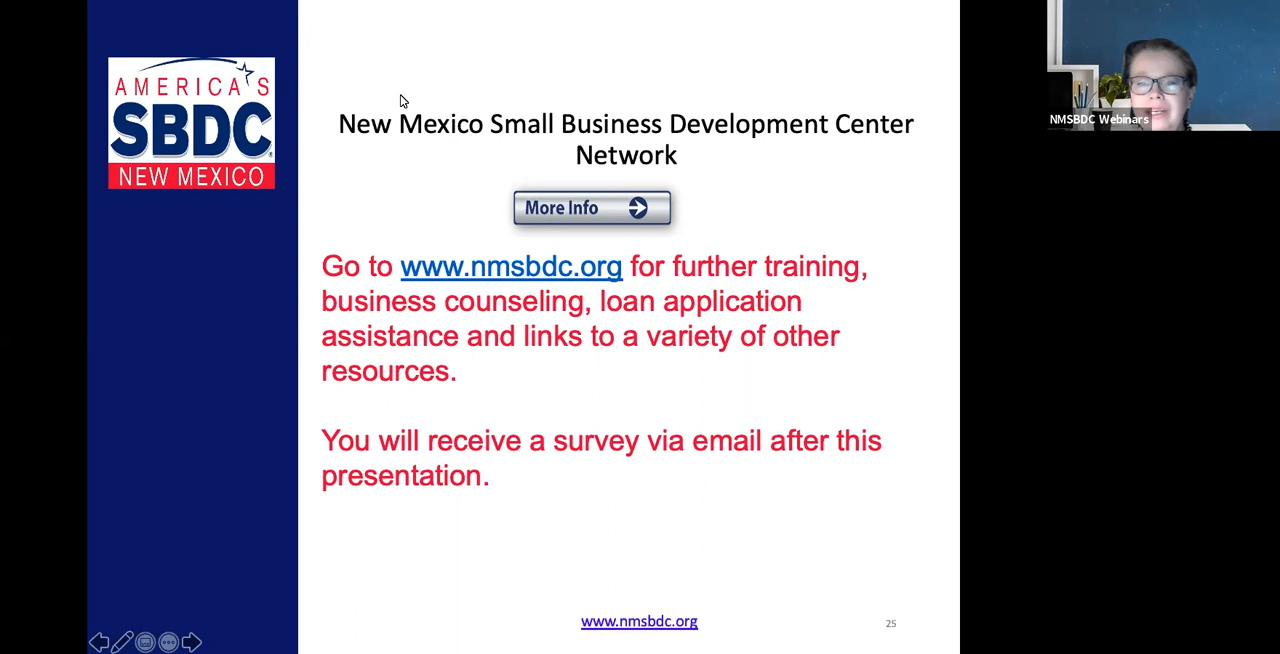 AMERICA'S
SBDC
NEW MEXICO
New Mexico Small Business Development Center
Network
More Info
Go to www.nmsbdc.org for further training,
business counseling, loan application
assistance and links to a variety of other
resources.
You will receive a survey via email after this
presentation.
www.nmsbdc.org
25
NMSBDC Webinars